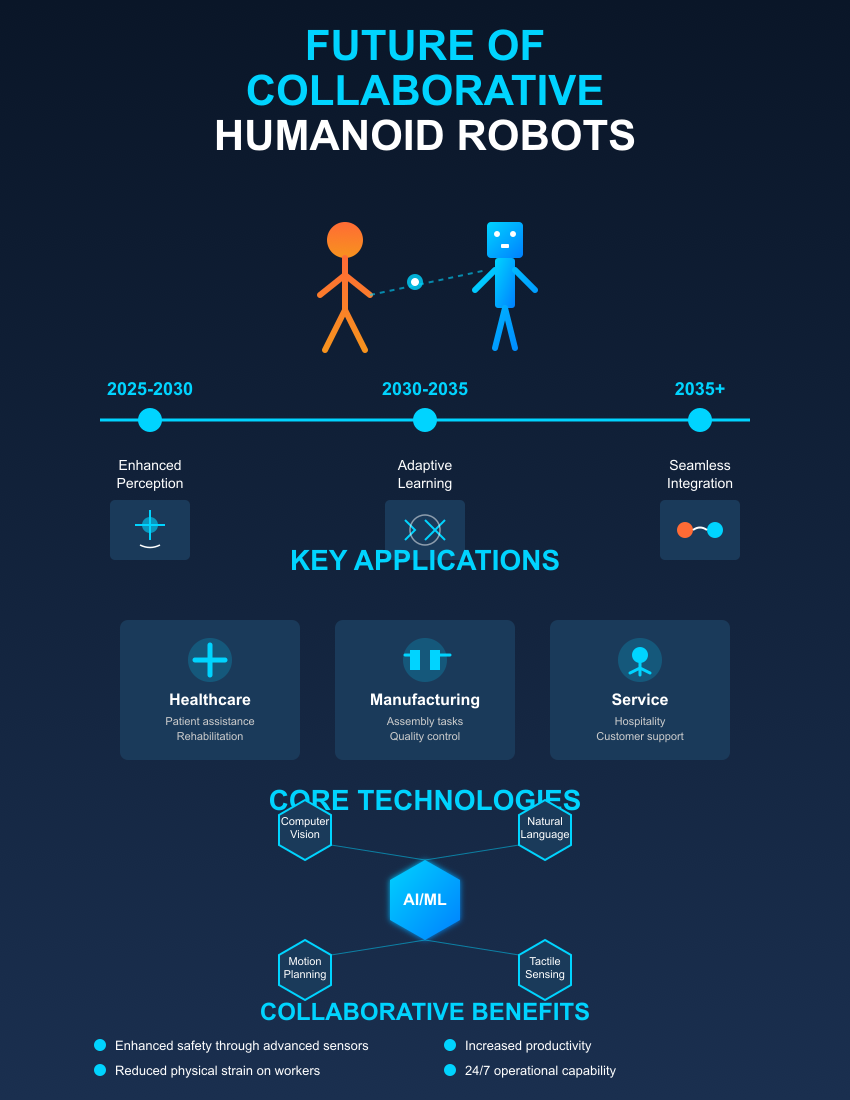 FUTURE OF
COLLABORATIVE
HUMANOID ROBOTS
2025-2030
2030-2035
2035+
Enhanced
Perception
Adaptive
Learning
Seamless
Integration
KEY APPLICATIONS
Healthcare
Patient assistance
Rehabilitation
Manufacturing
Assembly tasks
Quality control
Service
Hospitality
Customer support
CORE TECHNOLOGIES
Computer
Vision
Natural
Language
AI/ML
Motion
Planning
Tactile
Sensing
COLLABORATIVE BENEFITS
Enhanced safety through advanced sensors
Reduced physical strain on workers
Increased productivity
24/7 operational capability